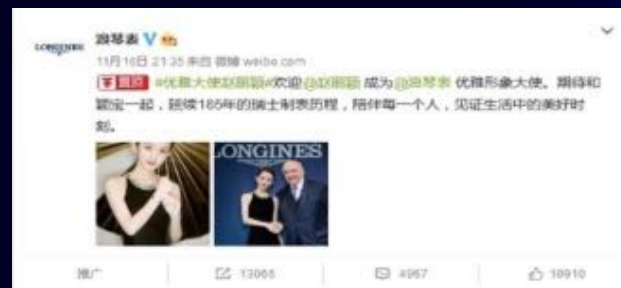 LONGINES
浪琴表
11月16日 21:35 来自 微博 weibo.com
置顶 #优雅大使赵丽颖#欢迎@赵丽颖 成为@浪琴表 优雅形象大使。期待和
颖宝一起,延续185年的瑞士制表历程,陪伴每一个人,见证生活中的美好时
刻。
LONGINES
推广 13065 4967 10910